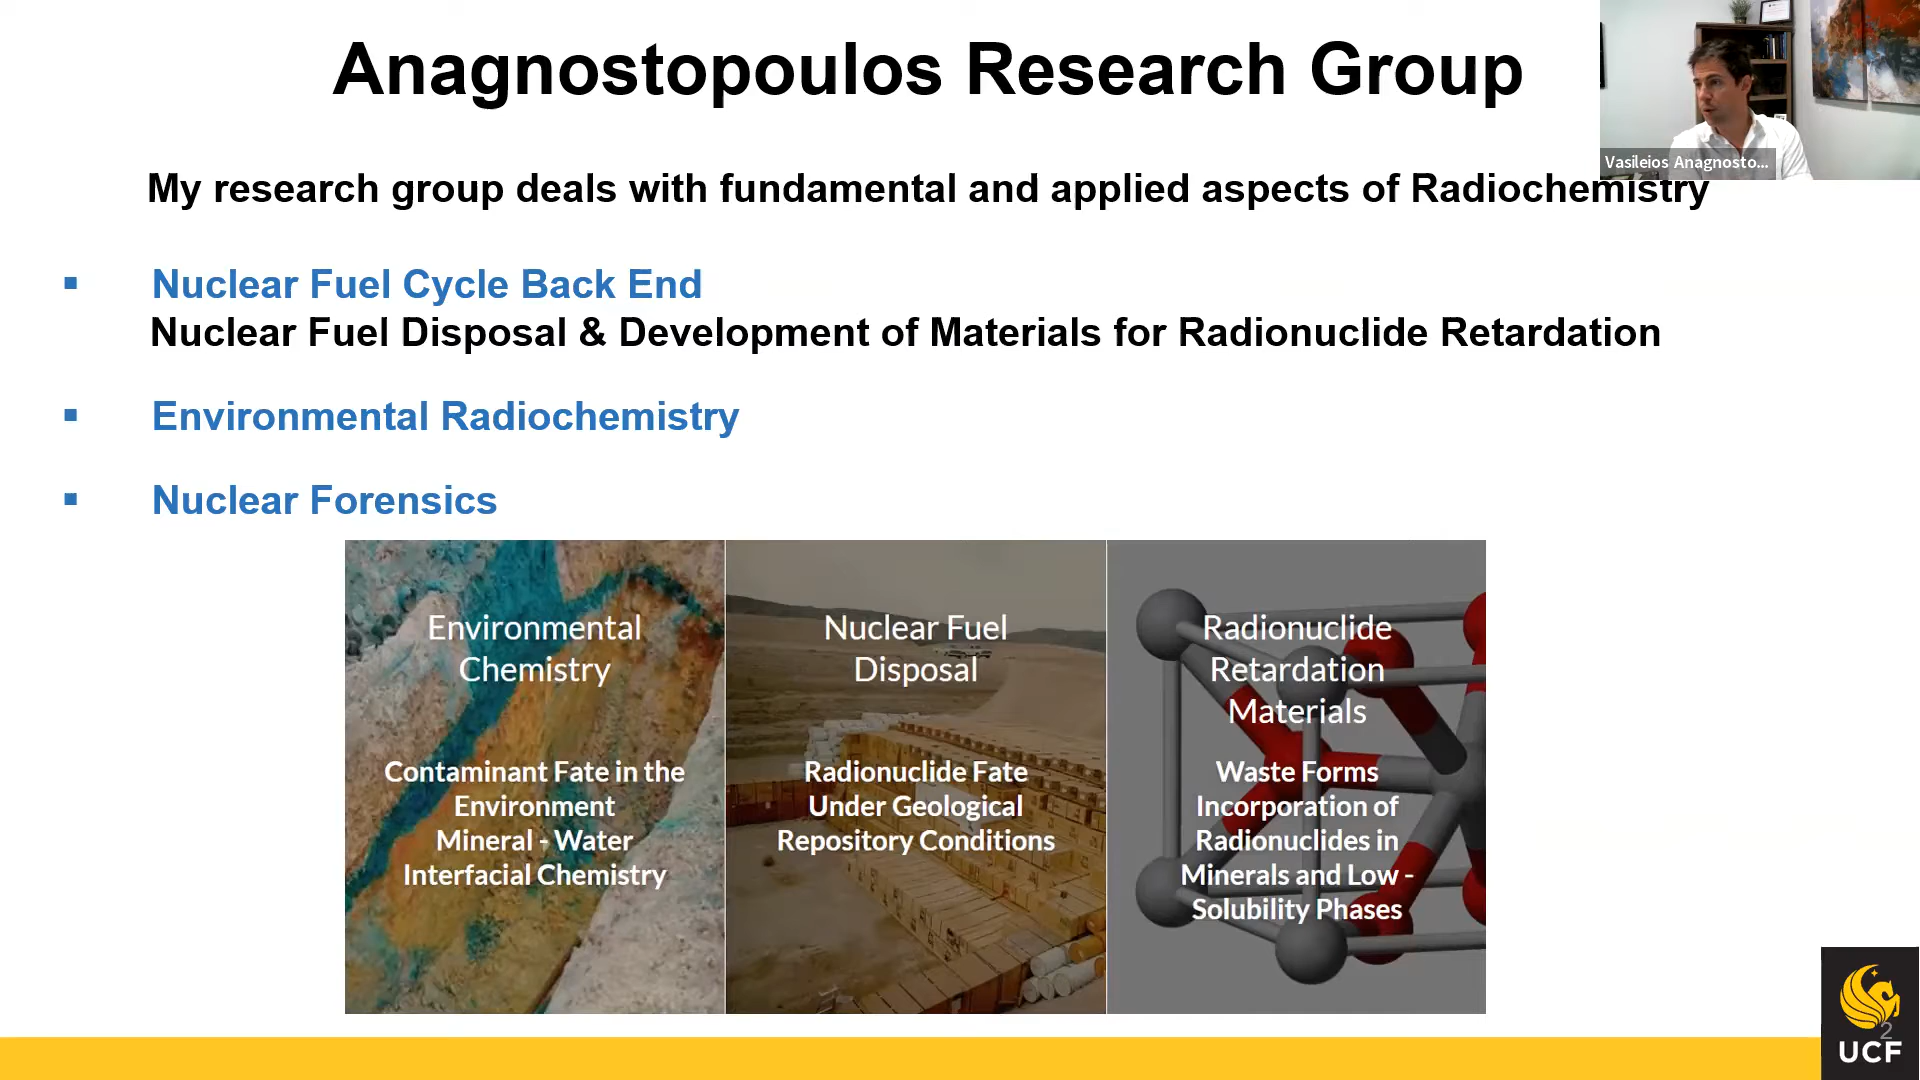 Anagnostopoulos Research Group
Vasileios Anagnosto...
My research group deals with fundamental and applied aspects of Radiochemistry
▪ Nuclear Fuel Cycle Back End
Nuclear Fuel Disposal & Development of Materials for Radionuclide Retardation
▪ Environmental Radiochemistry
▪ Nuclear Forensics
Environmental
Chemistry
Contaminant Fate in the
Environment
Mineral - Water
Interfacial Chemistry
Nuclear Fuel
Disposal
Radionuclide Fate
Under Geological
Repository Conditions
Radionuclide
Retardation
Materials
Waste Forms
Incorporation of
Radionuclides in
Minerals and Low -
Solubility Phases
2
UCF